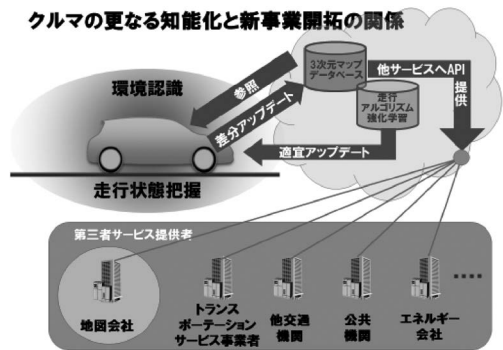 クルマの更なる知能化と新事業開拓の関係
3次元マップ
データベース
他サービスへAPI
提供
参照
環境認識
差分アップデート
走行
アルゴリズム
強化学習
適宜アップデート
走行状態把握
第三者サービス提供者
地図会社
トランス
ポーテーション
サービス事業者
他交通
機関
公共
機関
エネルギー
会社
••••